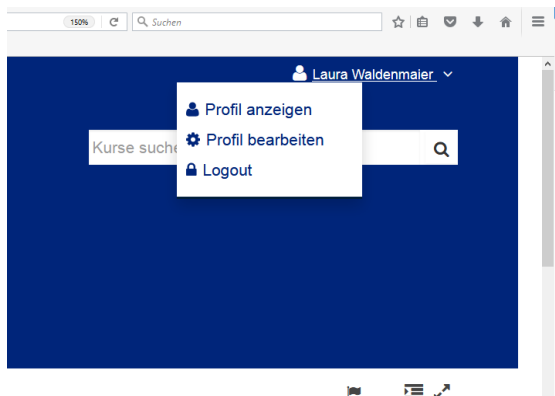 150% Suchen
Laura Waldenmaier
Profil anzeigen
Kurse suche
Profil bearbeiten
Logout